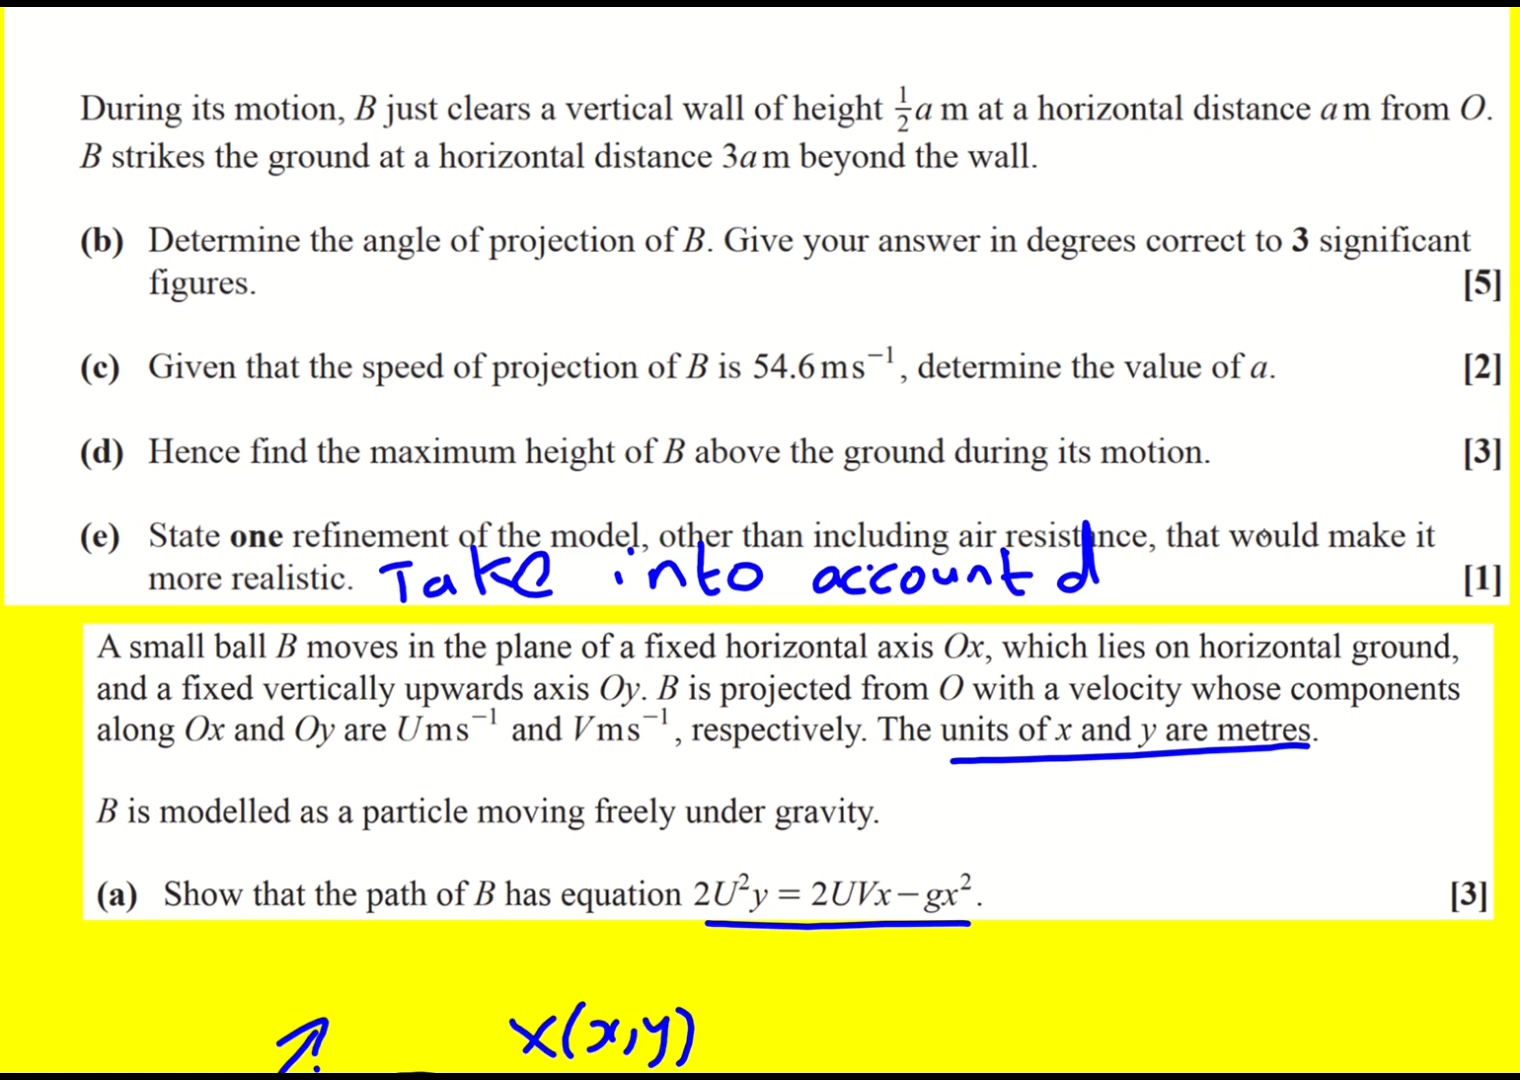 During its motion, B just clears a vertical wall of height 1/2 a m at a horizontal distance a m from O.
B strikes the ground at a horizontal distance 3a m beyond the wall.
(b) Determine the angle of projection of B. Give your answer in degrees correct to 3 significant
figures. [5]
(c) Given that the speed of projection of B is 54.6 m s⁻¹, determine the value of a. [2]
(d) Hence find the maximum height of B above the ground during its motion. [3]
(e) State one refinement of the model, other than including air resistance, that would make it
more realistic. [1]
Take into account d
A small ball B moves in the plane of a fixed horizontal axis Ox, which lies on horizontal ground,
and a fixed vertically upwards axis Oy. B is projected from O with a velocity whose components
along Ox and Oy are U m s⁻¹ and V m s⁻¹, respectively. The units of x and y are metres.
B is modelled as a particle moving freely under gravity.
(a) Show that the path of B has equation 2U²y = 2UVx − gx². [3]
x(x,y)